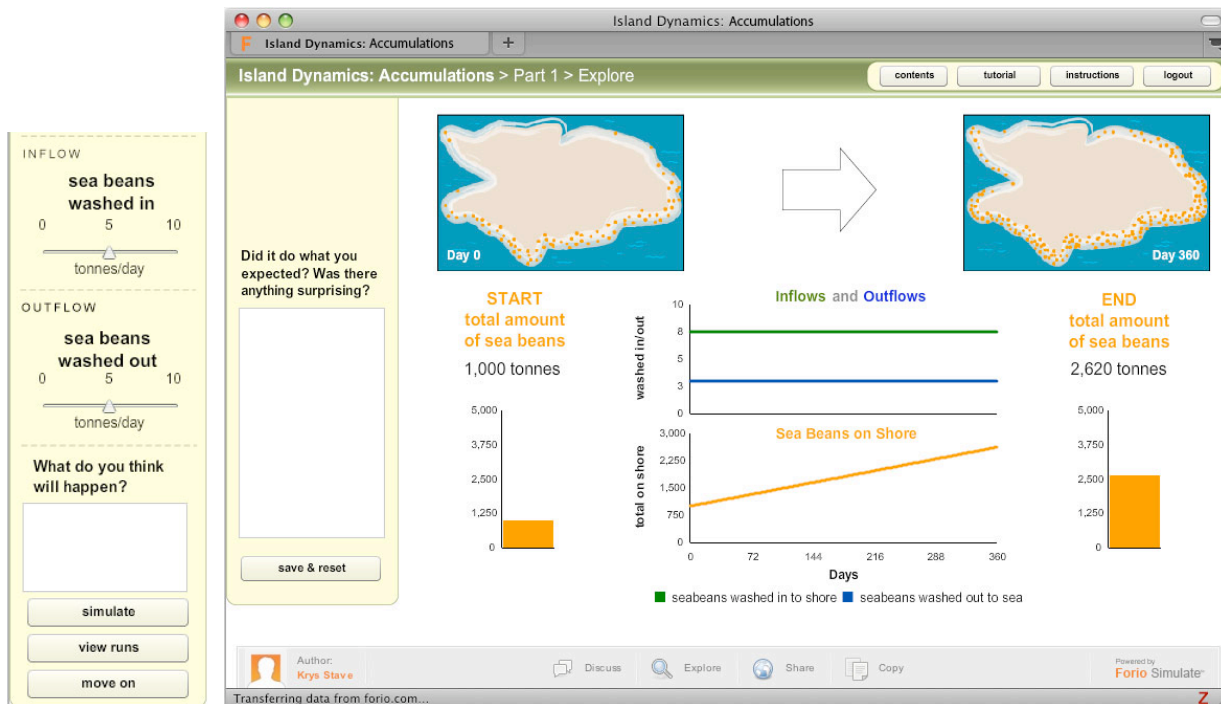 INFLOW
sea beans
washed in
0 5 10
tonnes/day
OUTFLOW
sea beans
washed out
0 5 10
tonnes/day
What do you think
will happen?
simulate
view runs
move on
Island Dynamics: Accumulations
F Island Dynamics: Accumulations +
Island Dynamics: Accumulations > Part 1 > Explore
contents tutorial instructions logout
Did it do what you
expected? Was there
anything surprising?
save & reset
Day 0
Day 360
START
total amount
of sea beans
1,000 tonnes
5,000
3,750
2,500
1,250
0
Inflows and Outflows
washed in/out
10
8
5
3
0
Sea Beans on Shore
total on shore
3,000
2,250
1,500
750
0
0 72 144 216 288 360
Days
seabeans washed in to shore seabeans washed out to sea
END
total amount
of sea beans
2,620 tonnes
5,000
3,750
2,500
1,250
0
Author:
Krys Stave
Discuss Explore Share Copy
Powered by
Forio Simulate
Transferring data from forio.com...
Z